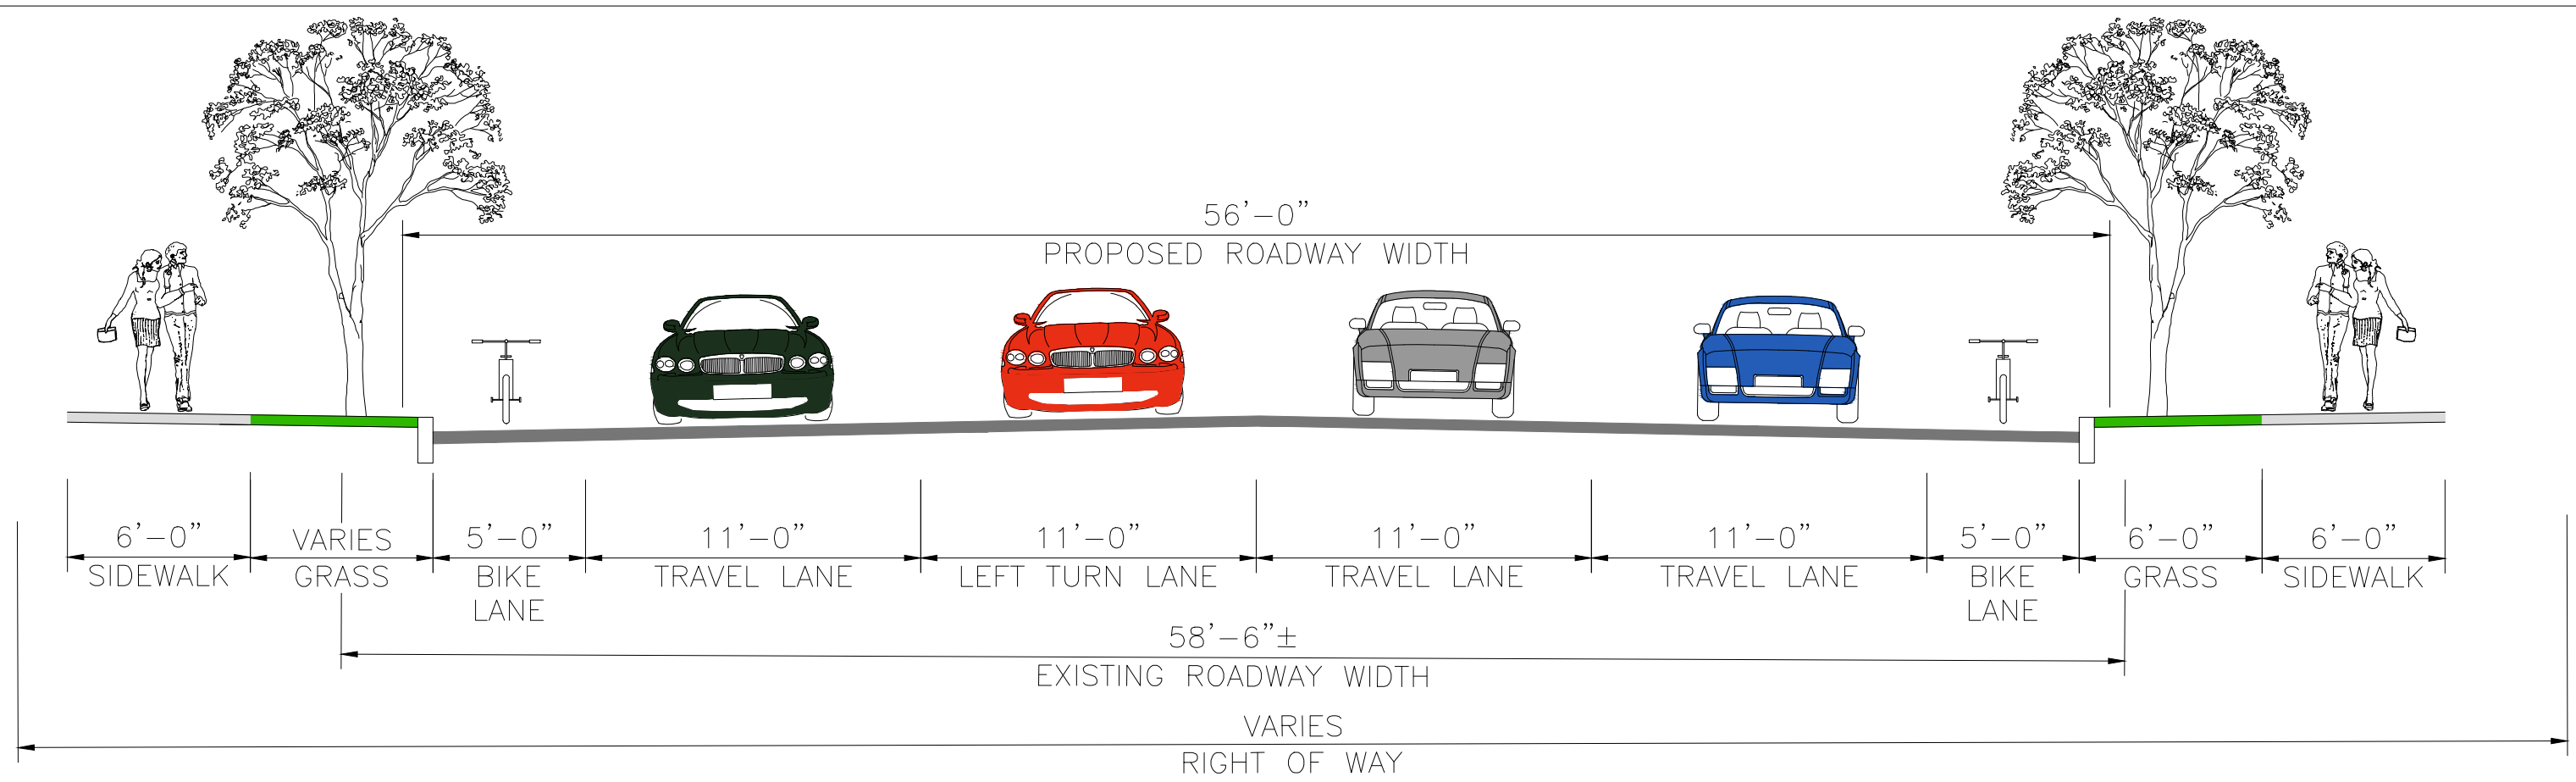 56'-0"
PROPOSED ROADWAY WIDTH
6'-0" VARIES 5'-0" 11'-0" 11'-0" 11'-0" 11'-0" 5'-0" 6'-0" 6'-0"
SIDEWALK GRASS BIKE TRAVEL LANE LEFT TURN LANE TRAVEL LANE TRAVEL LANE BIKE GRASS SIDEWALK
LANE LANE
58'-6"±
EXISTING ROADWAY WIDTH
VARIES
RIGHT OF WAY